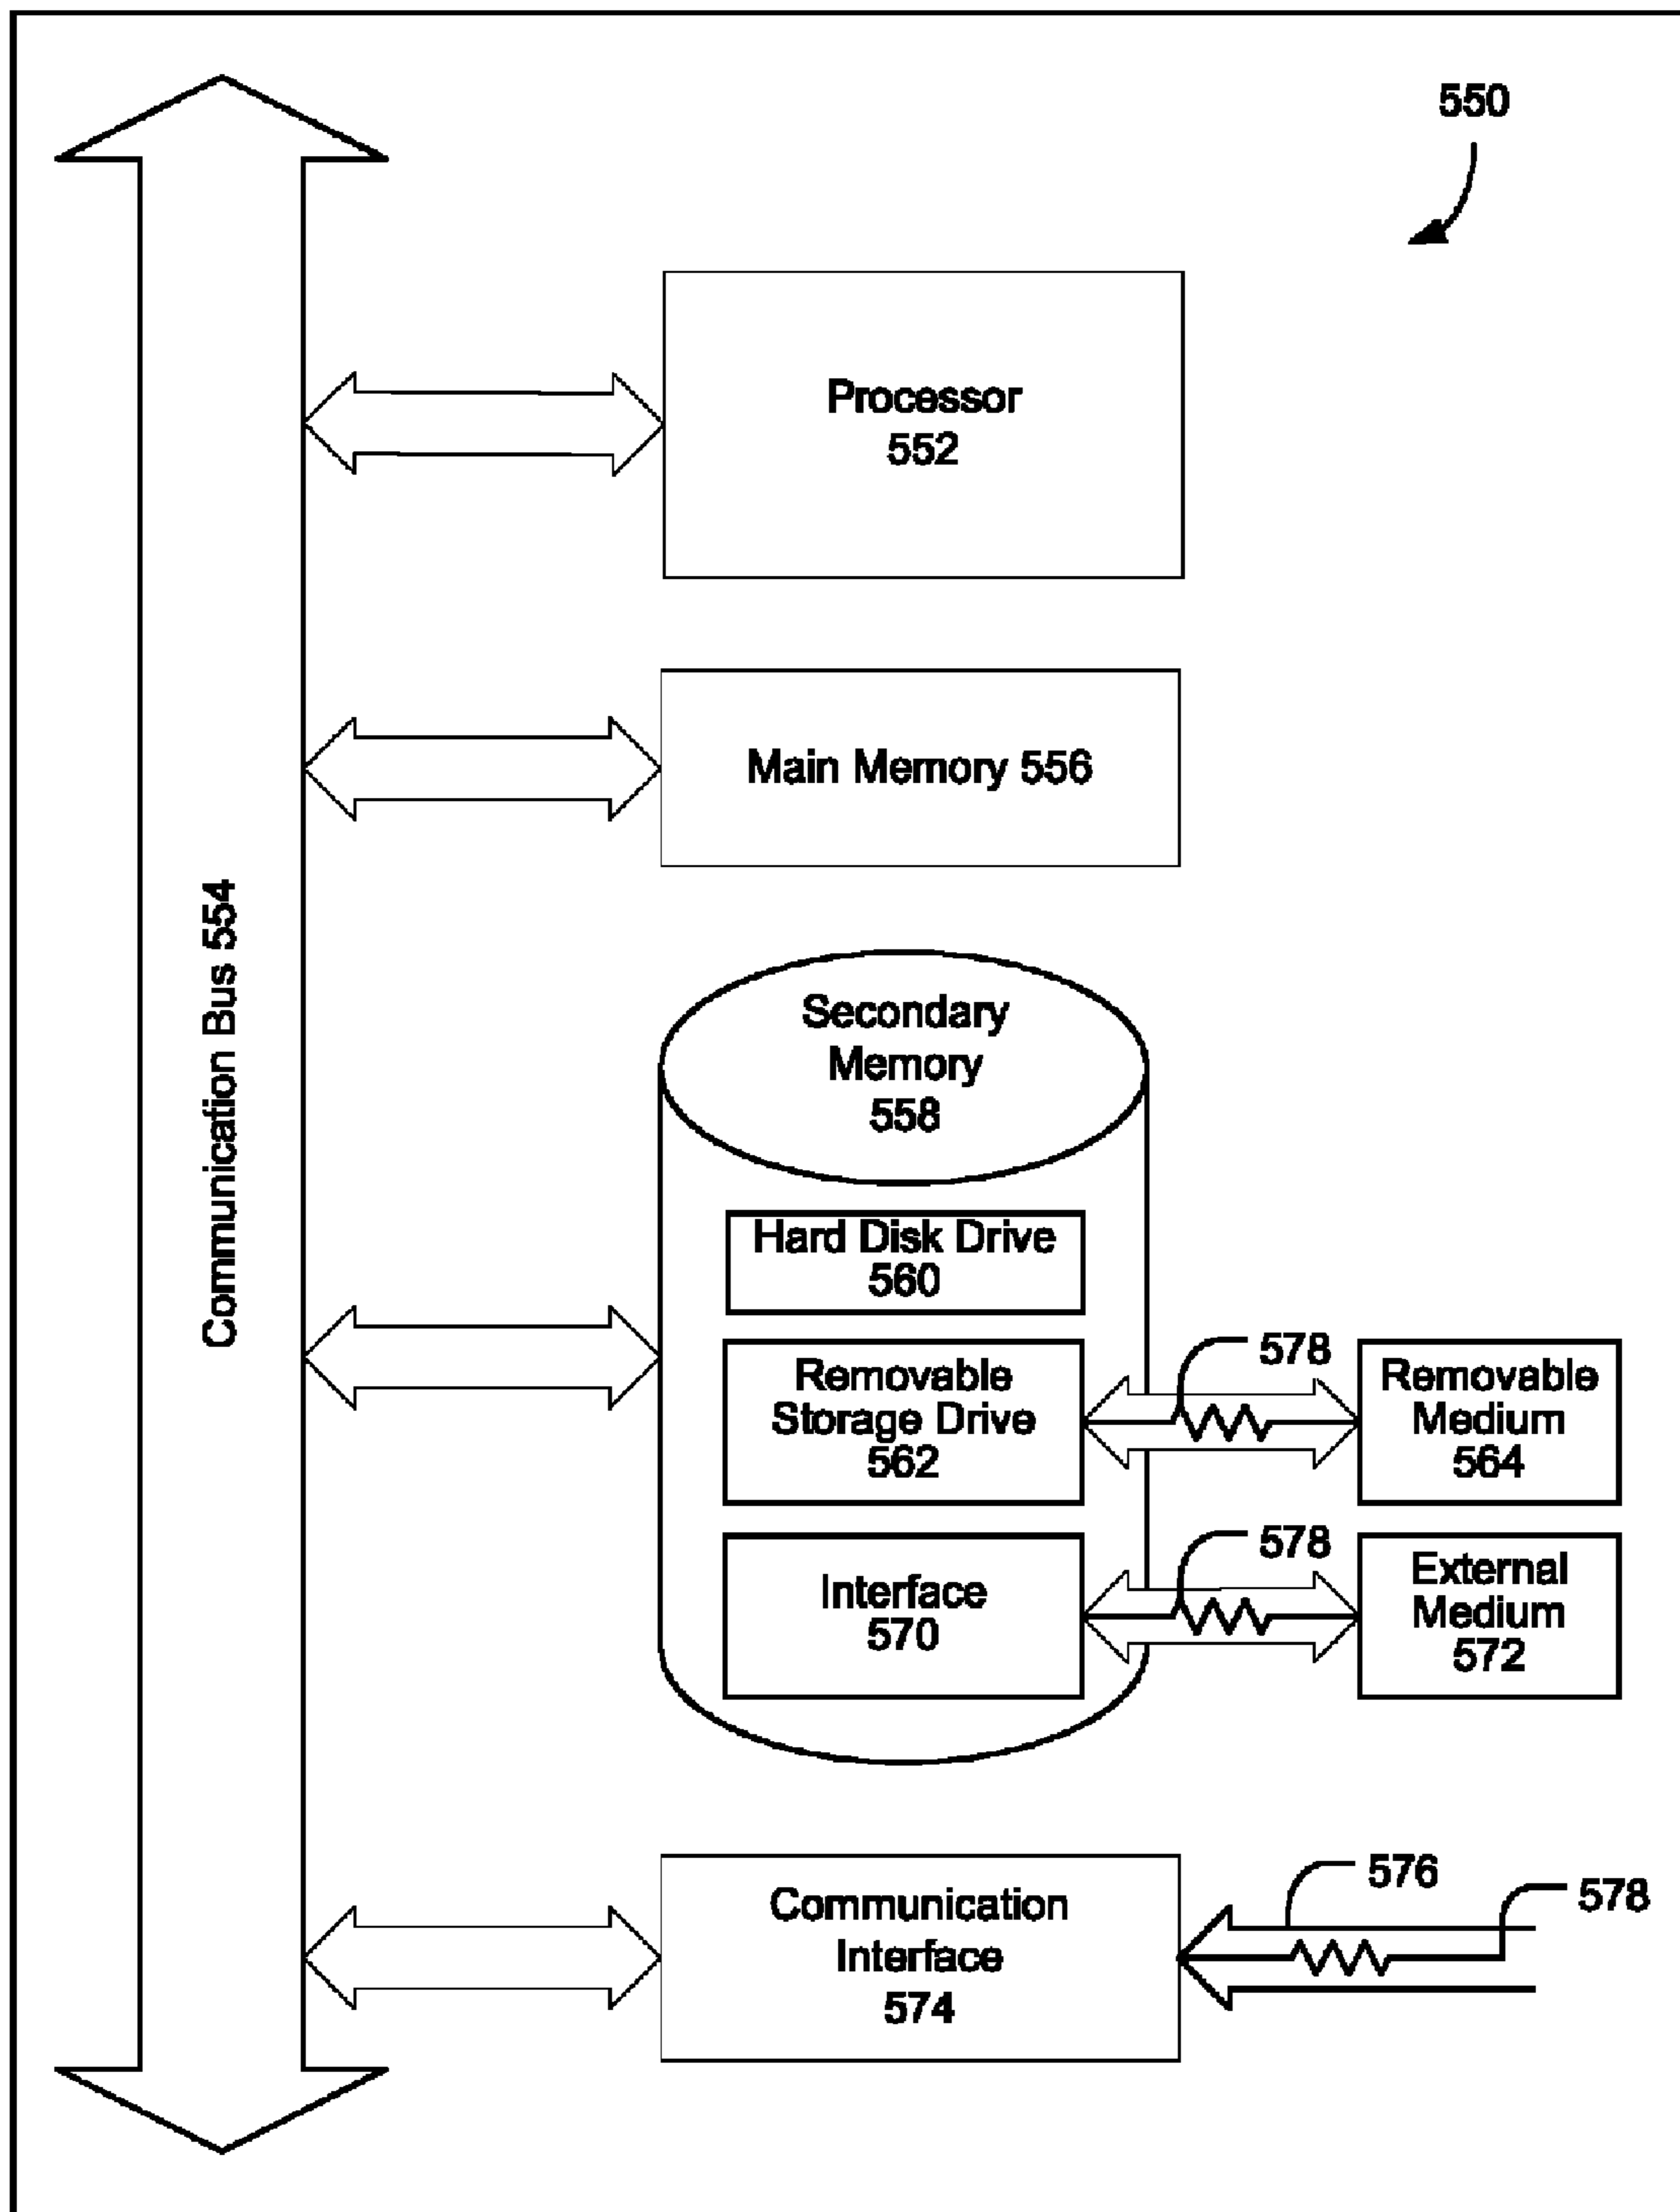 550
Processor
552
Main Memory 556
Communication Bus 554
Secondary
Memory
558
Hard Disk Drive
560
Removable
Storage Drive
562
578
Removable
Medium
564
Interface
570
578
External
Medium
572
Communication
Interface
574
576
578